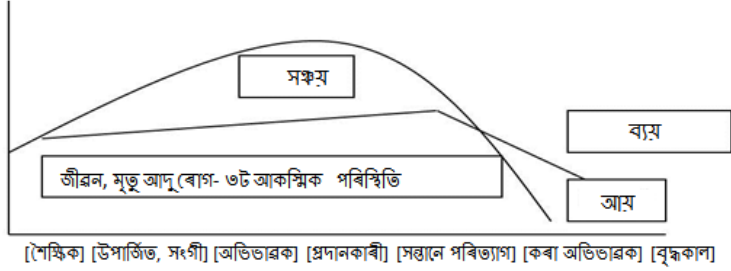 সঞ্চয়
ব্যয়
জীৱন, মৃত্যু আদু ৰোগ- ৩ট আকস্মিক পৰিস্থিতি
আয়
[শৈক্ষিক] [উপাৰ্জিত, সংগী] [অভিভাৱক] [প্ৰদানকাৰী] [সন্তানে পৰিত্যাগ] [কৰা অভিভাৱক] [বৃদ্ধকাল]